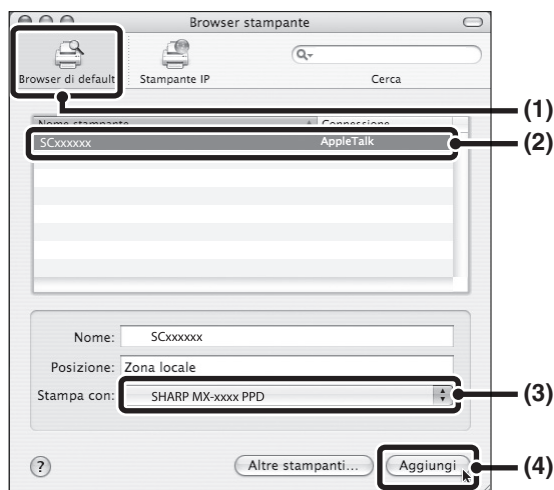 Browser stampante
Browser di default Stampante IP Cerca
(1)
Nome stampante Connessione
SCxxxxxx AppleTalk (2)
Nome: SCxxxxxx
Posizione: Zona locale
Stampa con: SHARP MX-xxxx PPD (3)
? Altre stampanti... Aggiungi (4)